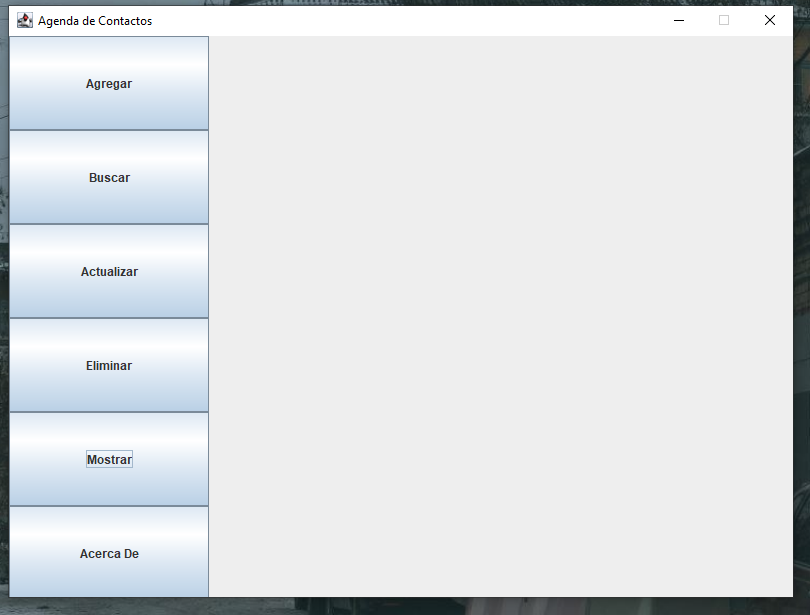 Agenda de Contactos
Agregar
Buscar
Actualizar
Eliminar
Mostrar
Acerca De